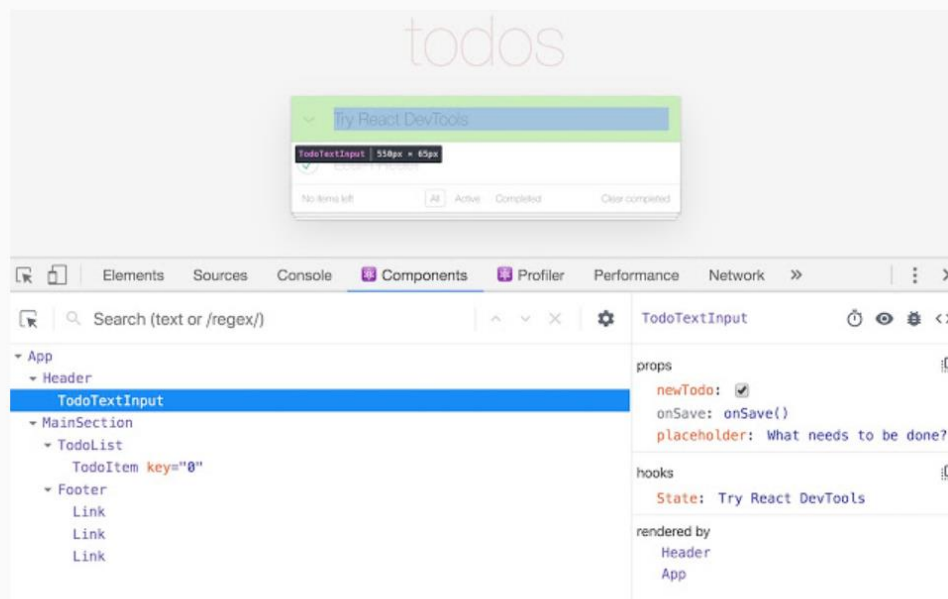 todos
Try React DevTools
TodoTextInput | 550px × 65px
No items left All Active Completed Clear completed
Elements Sources Console Components Profiler Performance Network »
Search (text or /regex/)
TodoTextInput
App
Header
TodoTextInput
MainSection
TodoList
TodoItem key="0"
Footer
Link
Link
Link
props
newTodo:
onSave: onSave()
placeholder: What needs to be done?
hooks
State: Try React DevTools
rendered by
Header
App